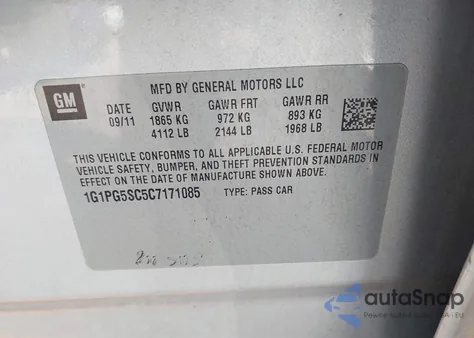 MFD BY GENERAL MOTORS LLC
GM
DATE GVWR GAWR FRT GAWR RR
09/11 1865 KG 972 KG 893 KG
4112 LB 2144 LB 1968 LB
THIS VEHICLE CONFORMS TO ALL APPLICABLE U.S. FEDERAL MOTOR
VEHICLE SAFETY, BUMPER, AND THEFT PREVENTION STANDARDS IN
EFFECT ON THE DATE OF MANUFACTURE SHOWN ABOVE.
1G1PG5SC5C7171085 TYPE: PASS CAR
autaSnap